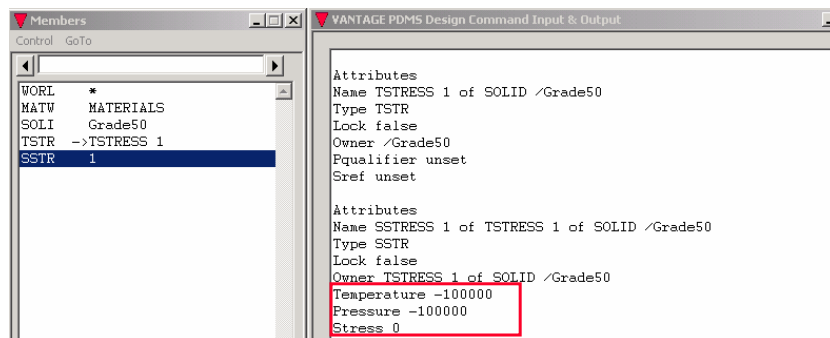 Members
Control GoTo
WORL *
MATW MATERIALS
SOLI Grade50
TSTR ->TSTRESS 1
SSTR 1
VANTAGE PDMS Design Command Input & Output
Attributes
Name TSTRESS 1 of SOLID /Grade50
Type TSTR
Lock false
Owner /Grade50
Pqualifier unset
Sref unset
Attributes
Name SSTRESS 1 of TSTRESS 1 of SOLID /Grade50
Type SSTR
Lock false
Owner TSTRESS 1 of SOLID /Grade50
Temperature -100000
Pressure -100000
Stress 0